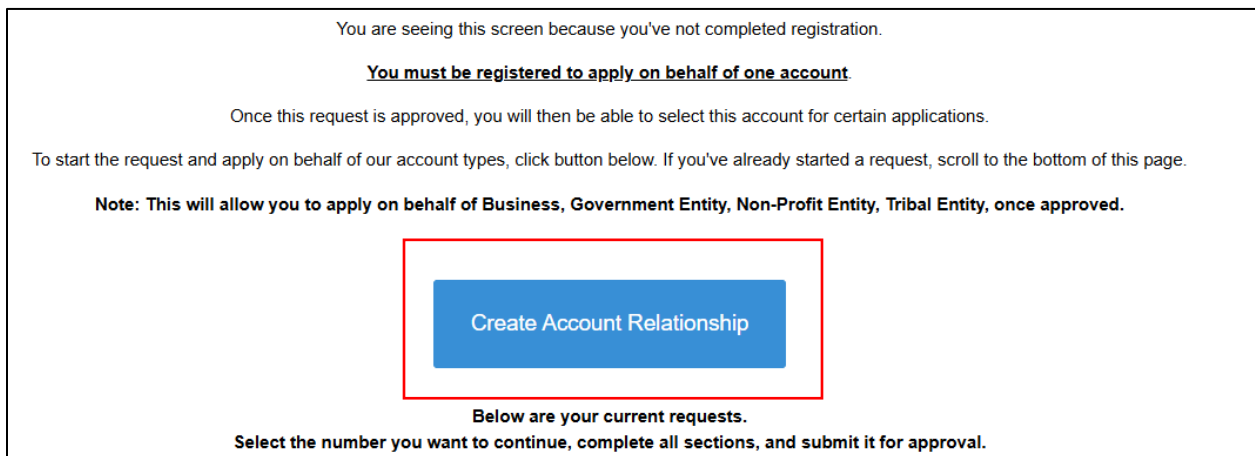 You are seeing this screen because you've not completed registration.
You must be registered to apply on behalf of one account.
Once this request is approved, you will then be able to select this account for certain applications.
To start the request and apply on behalf of our account types, click button below. If you've already started a request, scroll to the bottom of this page.
Note: This will allow you to apply on behalf of Business, Government Entity, Non-Profit Entity, Tribal Entity, once approved.
Create Account Relationship
Below are your current requests.
Select the number you want to continue, complete all sections, and submit it for approval.